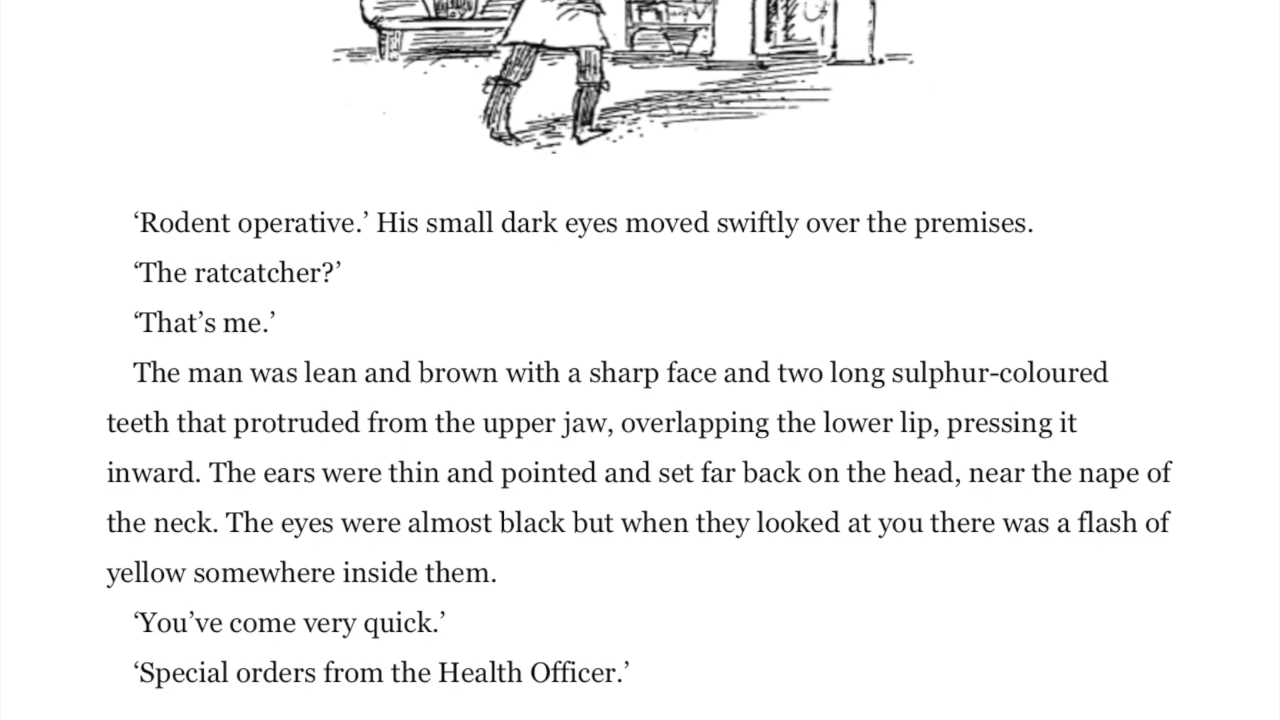 ‘Rodent operative.’ His small dark eyes moved swiftly over the premises.
‘The ratcatcher?’
‘That’s me.’
The man was lean and brown with a sharp face and two long sulphur-coloured
teeth that protruded from the upper jaw, overlapping the lower lip, pressing it
inward. The ears were thin and pointed and set far back on the head, near the nape of
the neck. The eyes were almost black but when they looked at you there was a flash of
yellow somewhere inside them.
‘You’ve come very quick.’
‘Special orders from the Health Officer.’